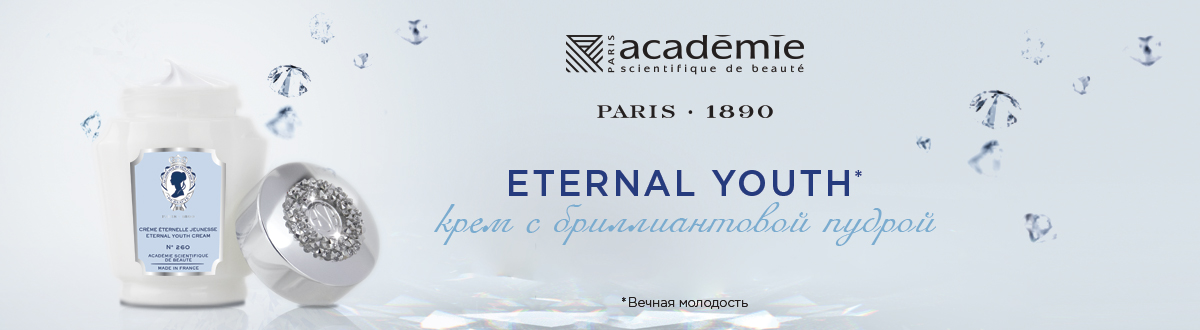 PARIS
académie
scientifique de beauté
PARIS · 1890
ETERNAL YOUTH*
крем с бриллиантовой пудрой
CRÈME ÉTERNELLE JEUNESSE
ETERNAL YOUTH CREAM
N° 260
ACADÉMIE SCIENTIFIQUE
DE BEAUTÉ
MADE IN FRANCE
*Вечная молодость